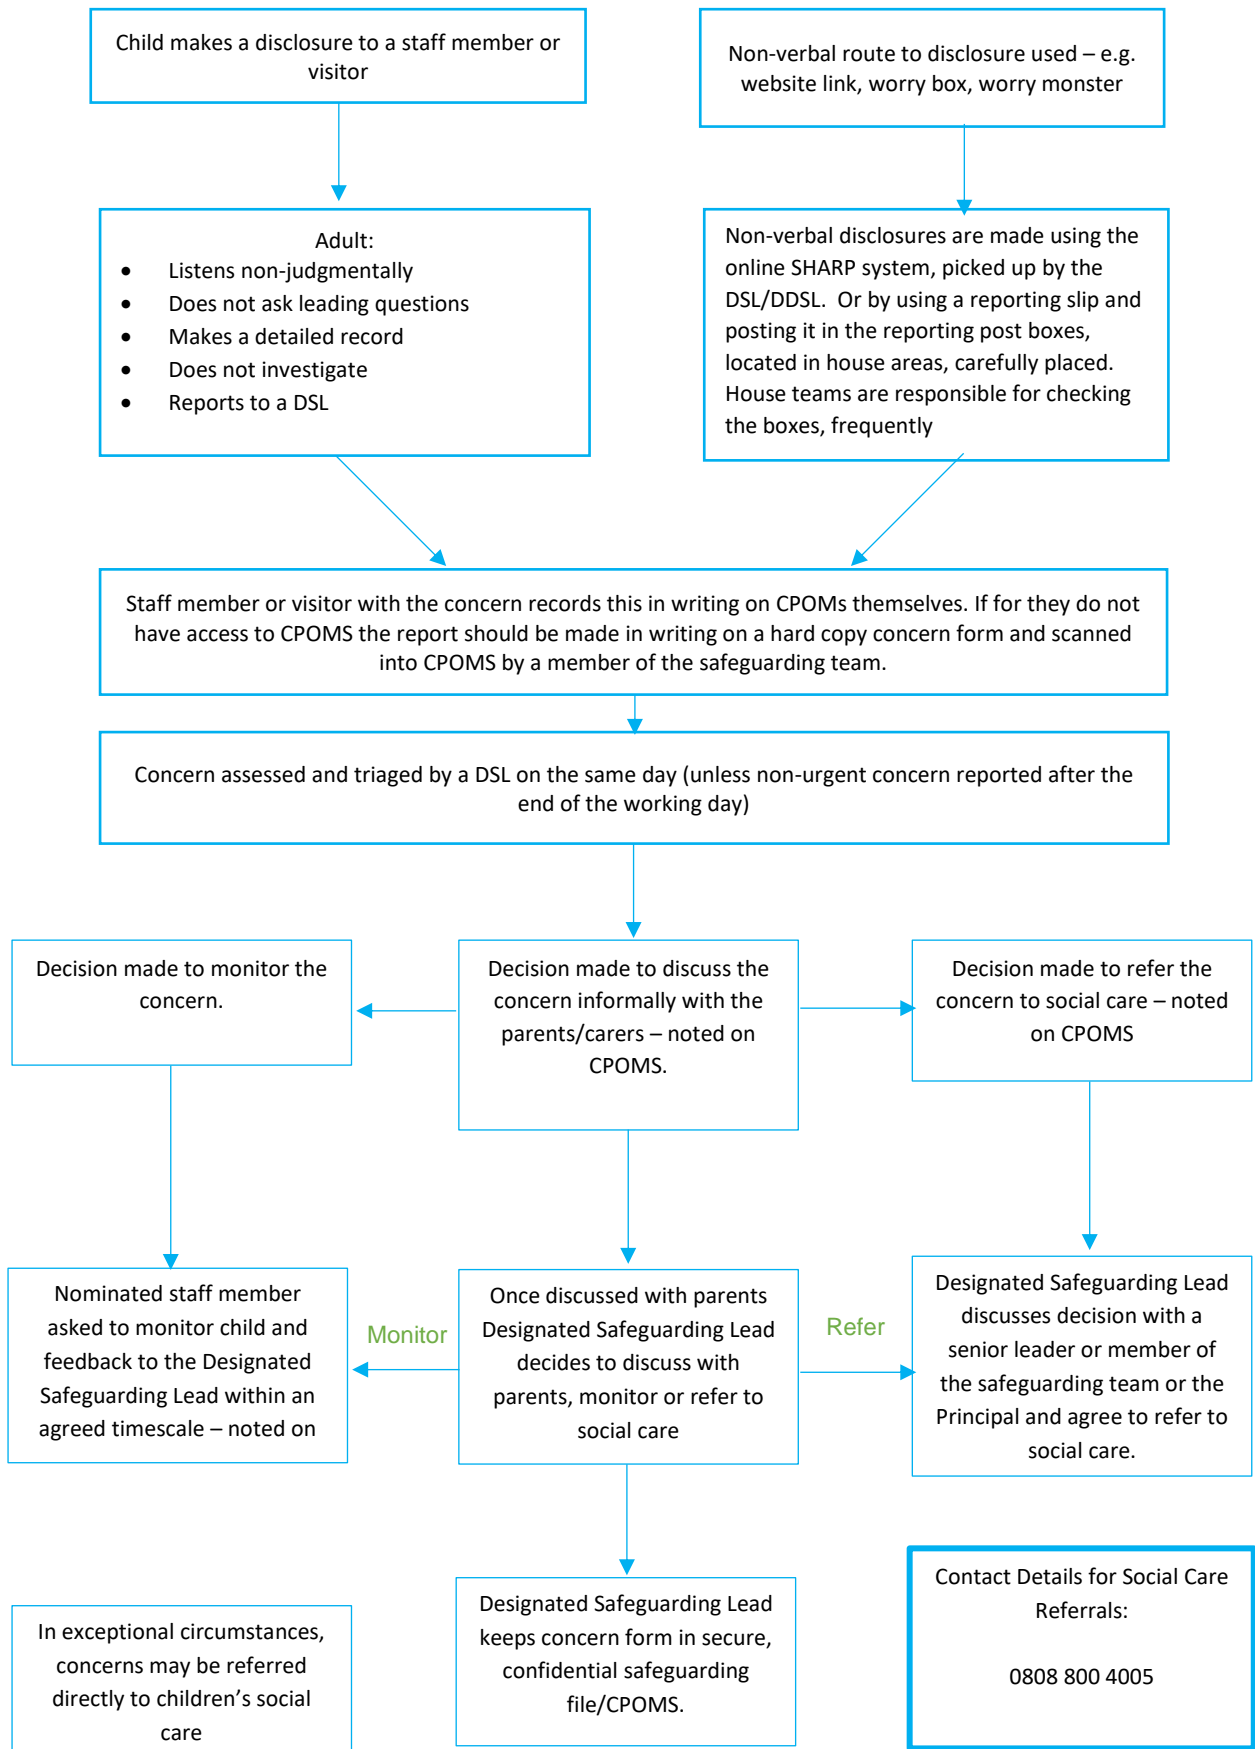 Child makes a disclosure to a staff member or
visitor
Non-verbal route to disclosure used – e.g.
website link, worry box, worry monster
Adult:
• Listens non-judgmentally
• Does not ask leading questions
• Makes a detailed record
• Does not investigate
• Reports to a DSL
Non-verbal disclosures are made using the
online SHARP system, picked up by the
DSL/DDSL. Or by using a reporting slip and
posting it in the reporting post boxes,
located in house areas, carefully placed.
House teams are responsible for checking
the boxes, frequently
Staff member or visitor with the concern records this in writing on CPOMs themselves. If for they do not
have access to CPOMS the report should be made in writing on a hard copy concern form and scanned
into CPOMS by a member of the safeguarding team.
Concern assessed and triaged by a DSL on the same day (unless non-urgent concern reported after the
end of the working day)
Decision made to monitor the
concern.
Decision made to discuss the
concern informally with the
parents/carers – noted on
CPOMS.
Decision made to refer the
concern to social care – noted
on CPOMS
Nominated staff member
asked to monitor child and
feedback to the Designated
Safeguarding Lead within an
agreed timescale – noted on
Monitor
Once discussed with parents
Designated Safeguarding Lead
decides to discuss with
parents, monitor or refer to
social care
Refer
Designated Safeguarding Lead
discusses decision with a
senior leader or member of
the safeguarding team or the
Principal and agree to refer to
social care.
In exceptional circumstances,
concerns may be referred
directly to children’s social
care
Designated Safeguarding Lead
keeps concern form in secure,
confidential safeguarding
file/CPOMS.
Contact Details for Social Care
Referrals:
0808 800 4005